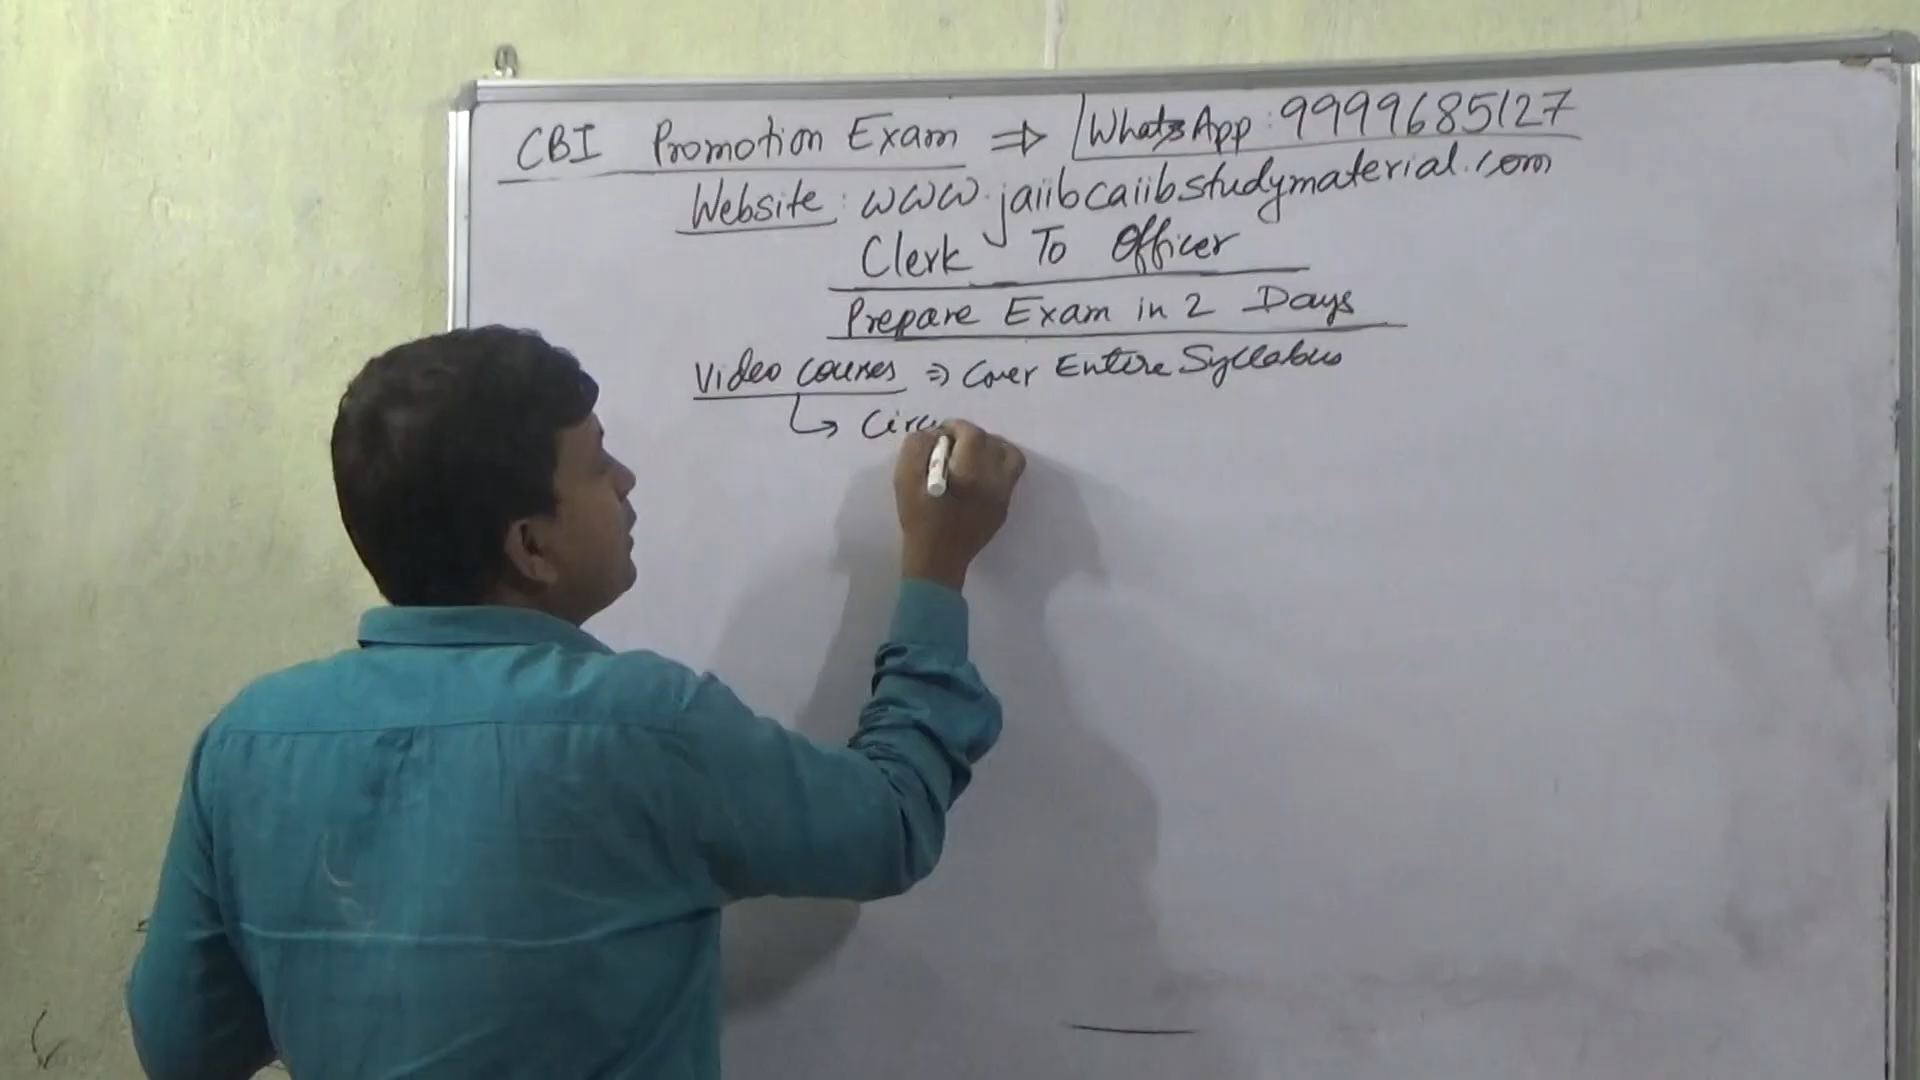 CBI Promotion Exam ⇒ WhatsApp: 9999685127
Website: www.jaiibcaiibstudymaterial.com
Clerk To Officer
Prepare Exam in 2 Days
Video courses ⇒ Cover Entire Syllabus
↳ Circ